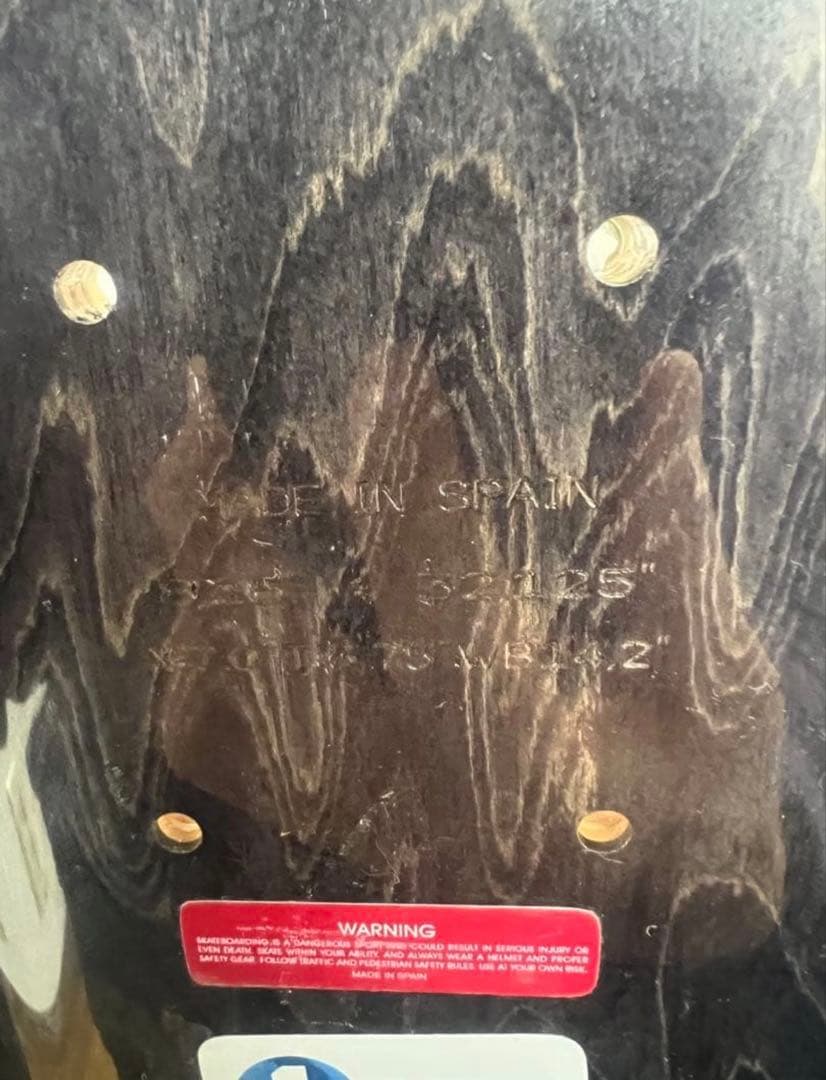 MADE IN SPAIN
32.125"
WB14.2"
WARNING
SKATEBOARDING IS A DANGEROUS SPORT AND COULD RESULT IN SERIOUS INJURY OR
EVEN DEATH. SKATE WITHIN YOUR ABILITY, AND ALWAYS WEAR A HELMET AND PROPER
SAFETY GEAR. FOLLOW TRAFFIC AND PEDESTRIAN SAFETY RULES. USE AT YOUR OWN RISK.
MADE IN SPAIN